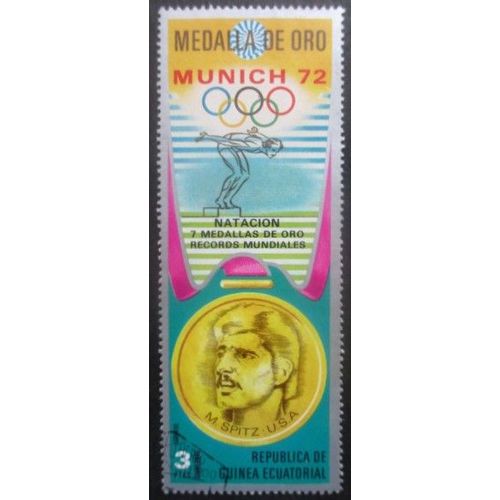 MEDALLA DE ORO
MUNICH 72
NATACION
7 MEDALLAS DE ORO
RECORDS MUNDIALES
M SPITZ·USA
3
REPUBLICA DE
GUINEA ECUATORIAL